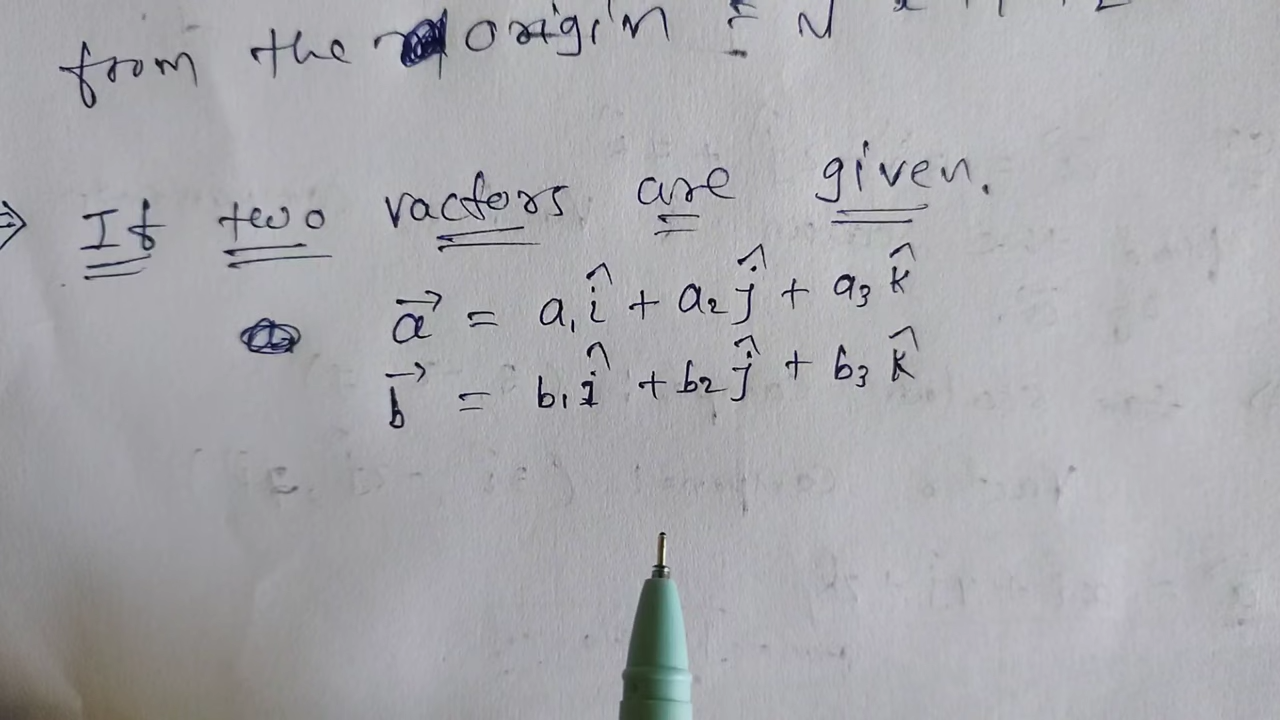 from the origin =
⇒ If two vactors are given.
a⃗ = a₁î + a₂ĵ + a₃k̂
b⃗ = b₁î + b₂ĵ + b₃k̂